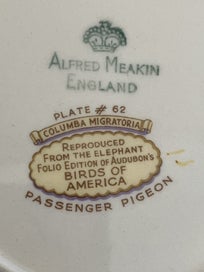 ALFRED MEAKIN
ENGLAND
PLATE # 62
COLUMBA MIGRATORIA
REPRODUCED
FROM THE ELEPHANT
FOLIO EDITION OF AUDUBON'S
BIRDS OF
AMERICA
PASSENGER PIGEON